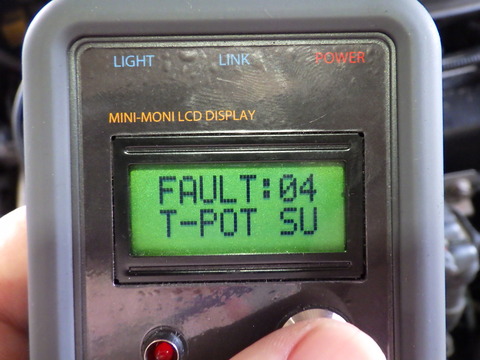 LIGHT LINK POWER
MINI-MONI LCD DISPLAY
FAULT:04
T-POT SU